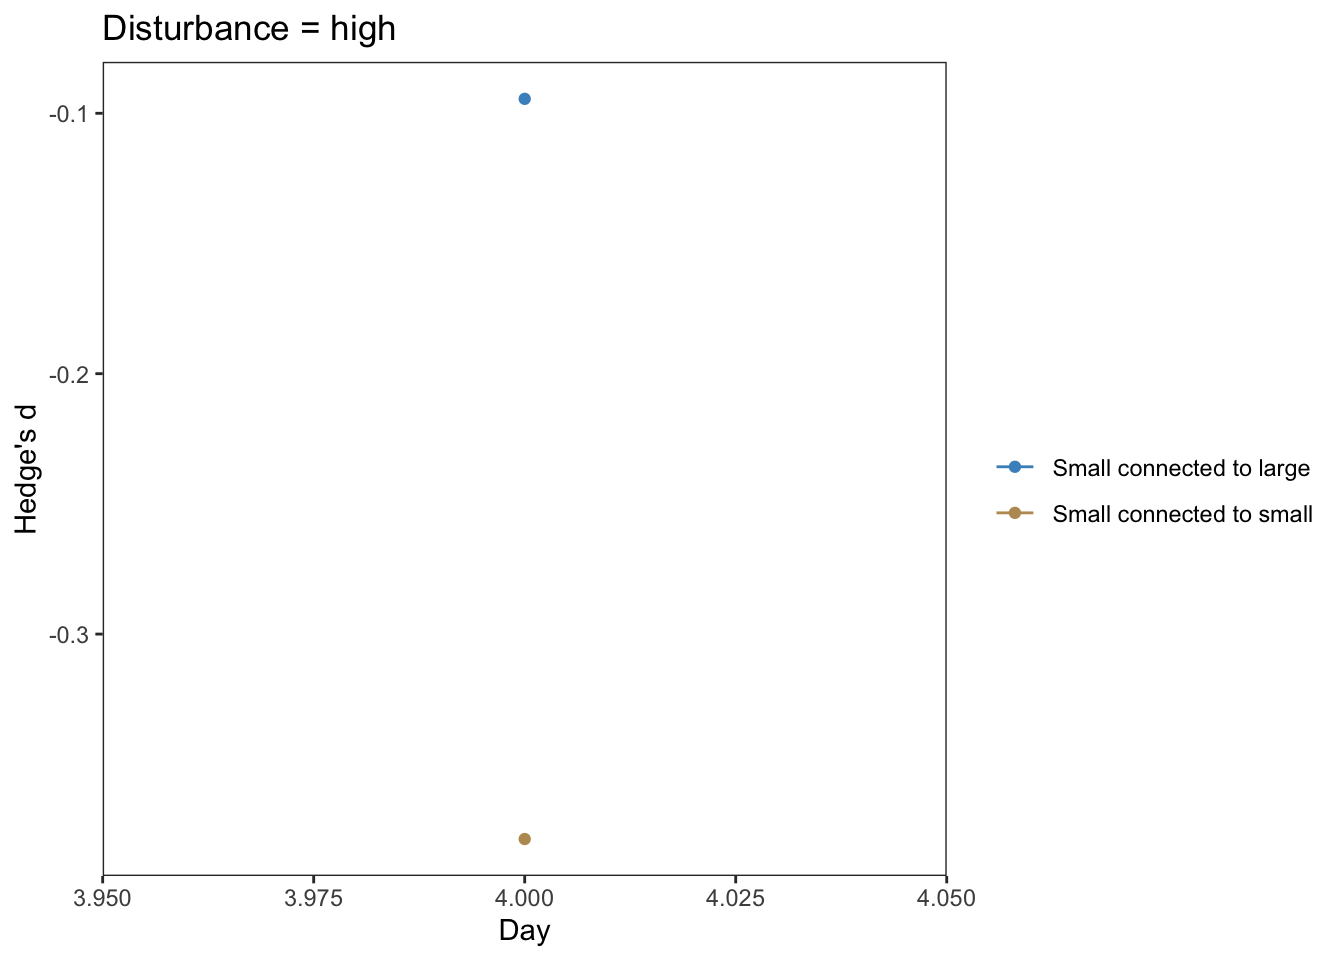 Disturbance = high
-0.1
-0.2
-0.3
Hedge's d
3.950 3.975 4.000 4.025 4.050
Day
Small connected to large
Small connected to small